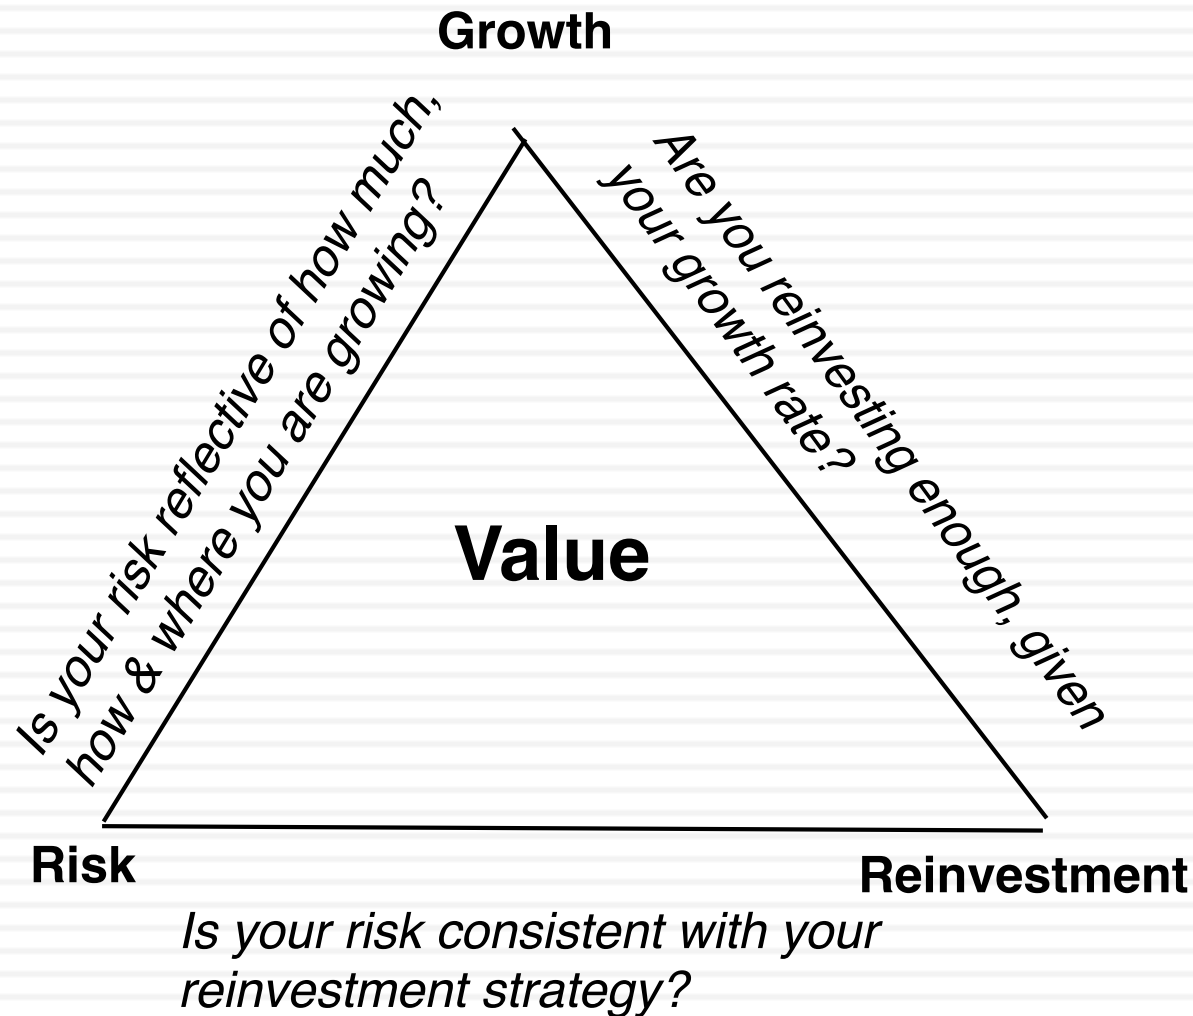 Growth
Is your risk reflective of how much,
how & where you are growing?
Are you reinvesting enough, given
your growth rate?
Value
Risk
Reinvestment
Is your risk consistent with your
reinvestment strategy?